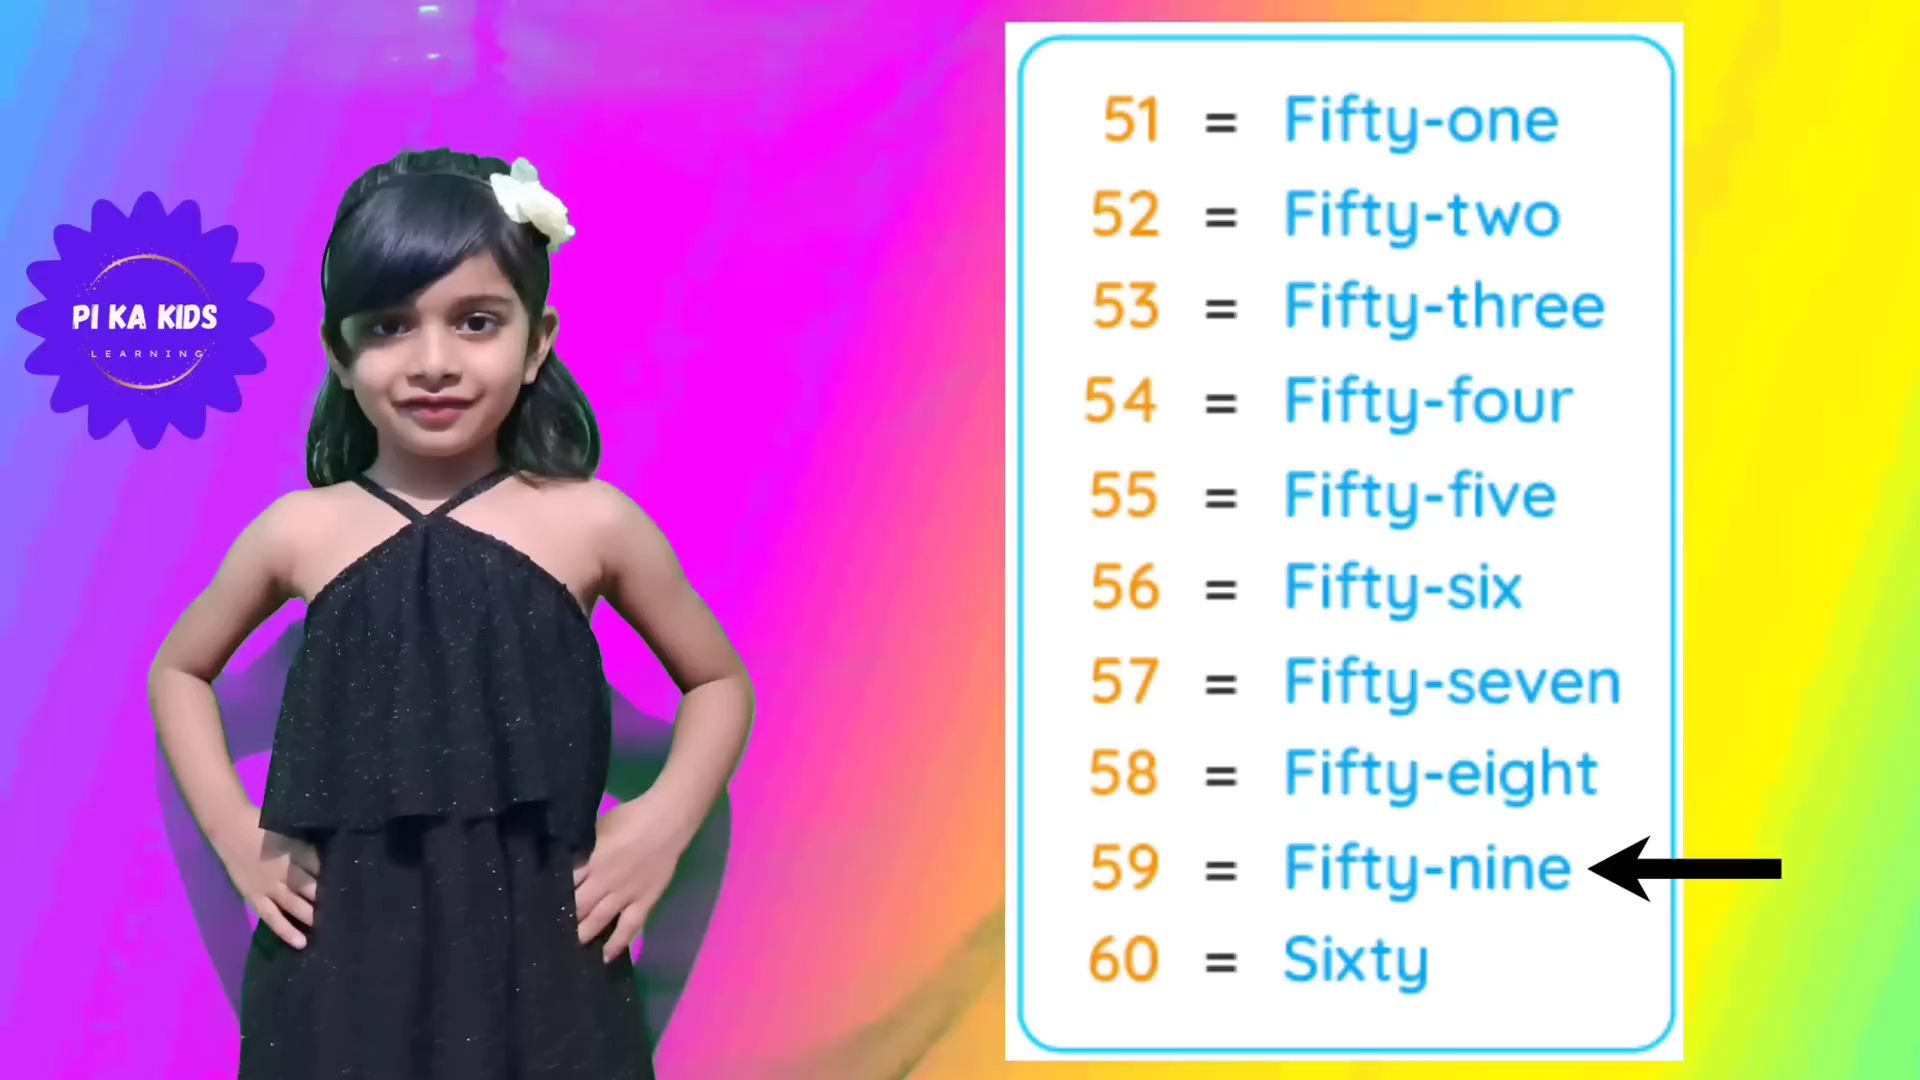 PI KA KIDS
LEARNING
51 = Fifty-one
52 = Fifty-two
53 = Fifty-three
54 = Fifty-four
55 = Fifty-five
56 = Fifty-six
57 = Fifty-seven
58 = Fifty-eight
59 = Fifty-nine
60 = Sixty